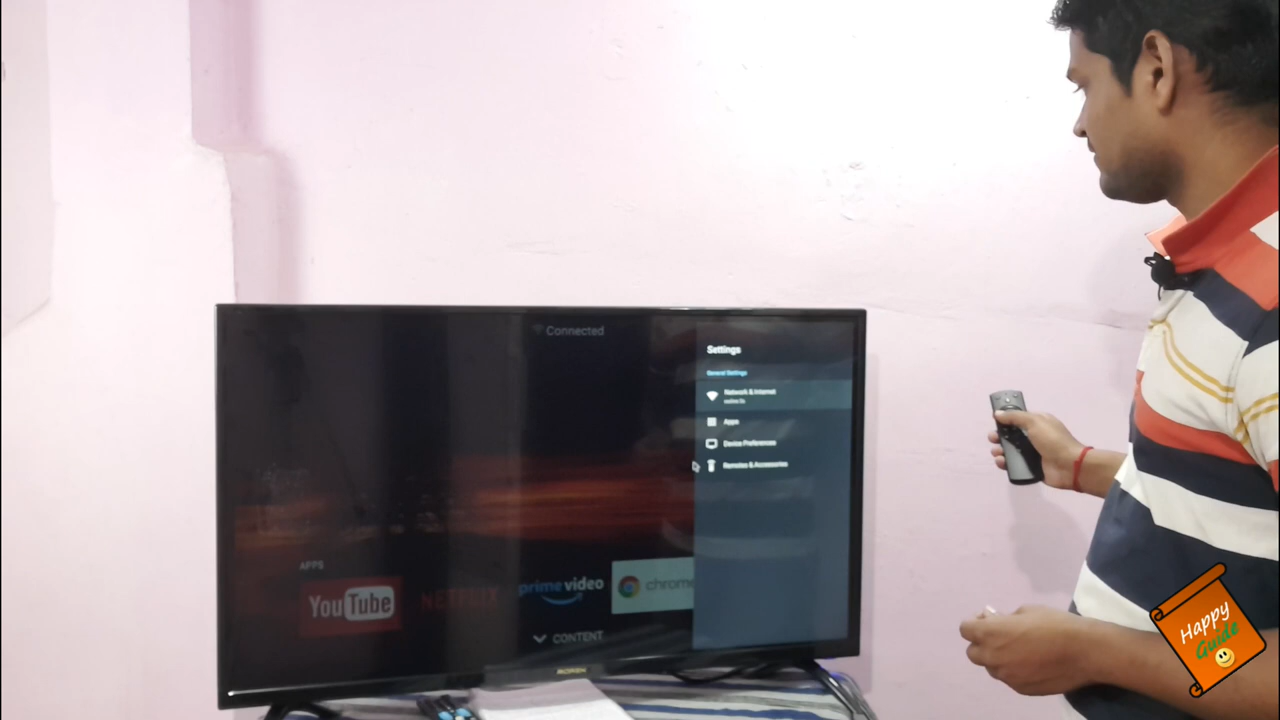 Connected
Settings
General Settings
Network & Internet
Apps
Device Preferences
Remotes & Accessories
APPS
YouTube
NETFLIX
prime video
chrome
CONTENT
Happy
Guide